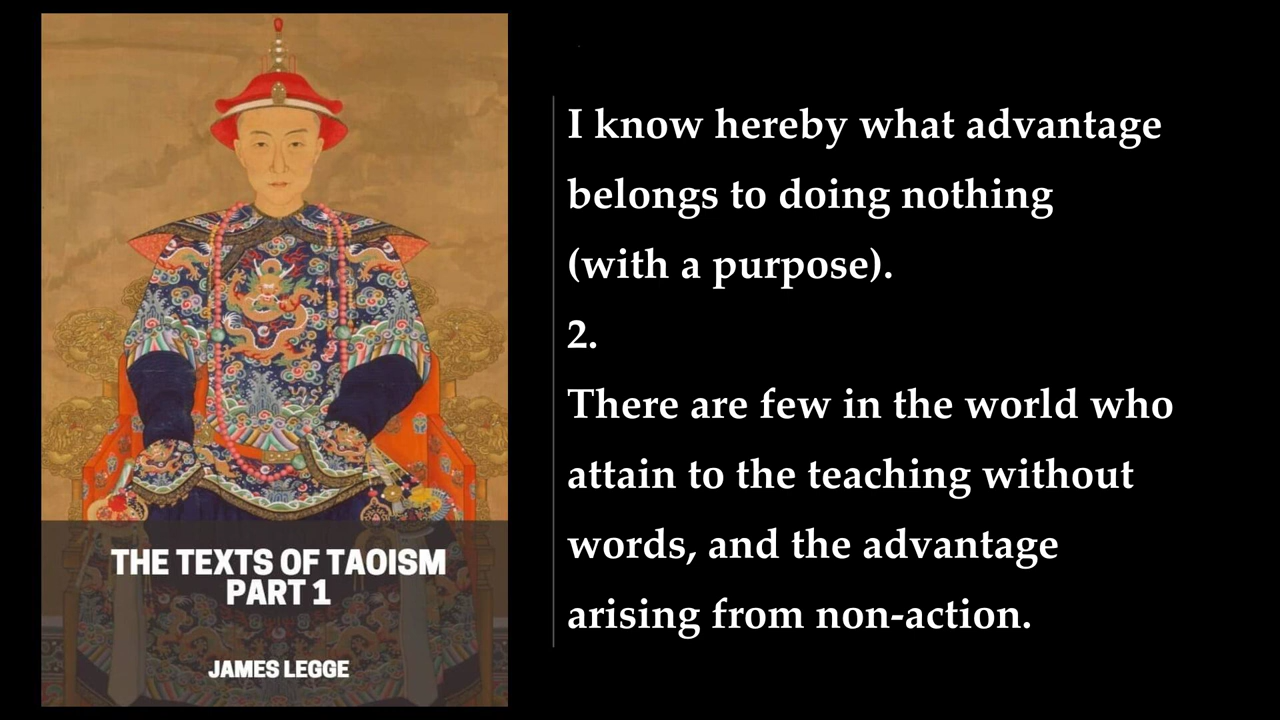 THE TEXTS OF TAOISM
PART 1
JAMES LEGGE
I know hereby what advantage
belongs to doing nothing
(with a purpose).
2.
There are few in the world who
attain to the teaching without
words, and the advantage
arising from non-action.